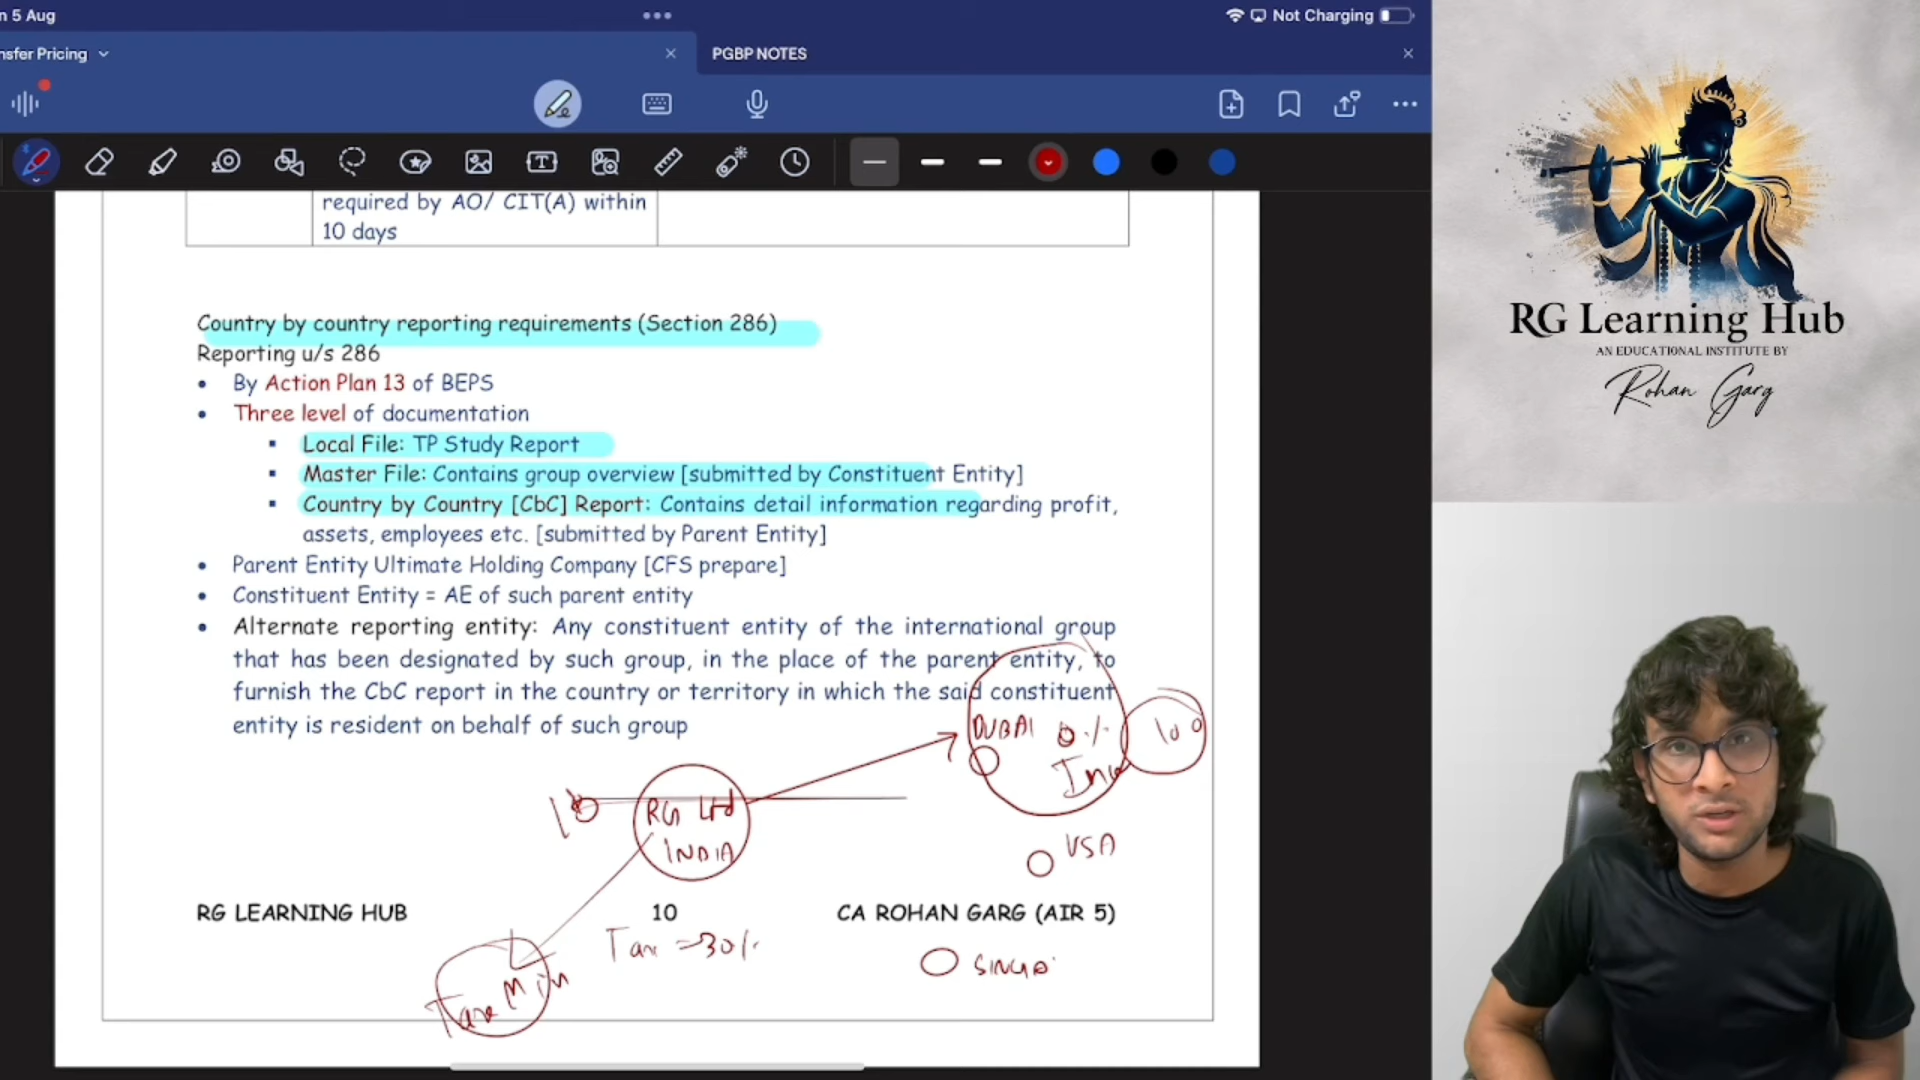 n 5 Aug
Not Charging
nsfer Pricing
PGBP NOTES
required by AO/ CIT(A) within
10 days
Country by country reporting requirements (Section 286)
Reporting u/s 286
• By Action Plan 13 of BEPS
• Three level of documentation
▪ Local File: TP Study Report
▪ Master File: Contains group overview [submitted by Constituent Entity]
▪ Country by Country [CbC] Report: Contains detail information regarding profit,
assets, employees etc. [submitted by Parent Entity]
• Parent Entity Ultimate Holding Company [CFS prepare]
• Constituent Entity = AE of such parent entity
• Alternate reporting entity: Any constituent entity of the international group
that has been designated by such group, in the place of the parent entity, to
furnish the CbC report in the country or territory in which the said constituent
entity is resident on behalf of such group
DUBAI 0%
100
RG Ltd
INDIA
USA
RG LEARNING HUB 10 CA ROHAN GARG (AIR 5)
Tax = 30%
Tax Min
RG Learning Hub
AN EDUCATIONAL INSTITUTE BY
Rohan Garg